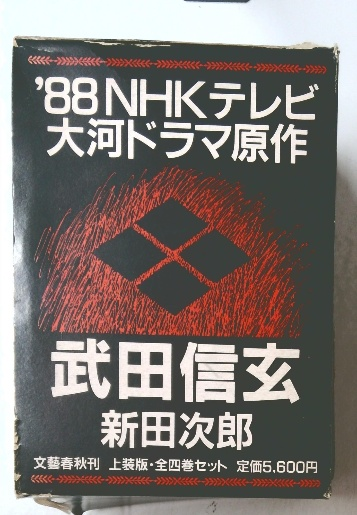 '88NHKテレビ
大河ドラマ原作
武田信玄
新田次郎
文藝春秋刊 上装版・全四巻セット 定価5.600円